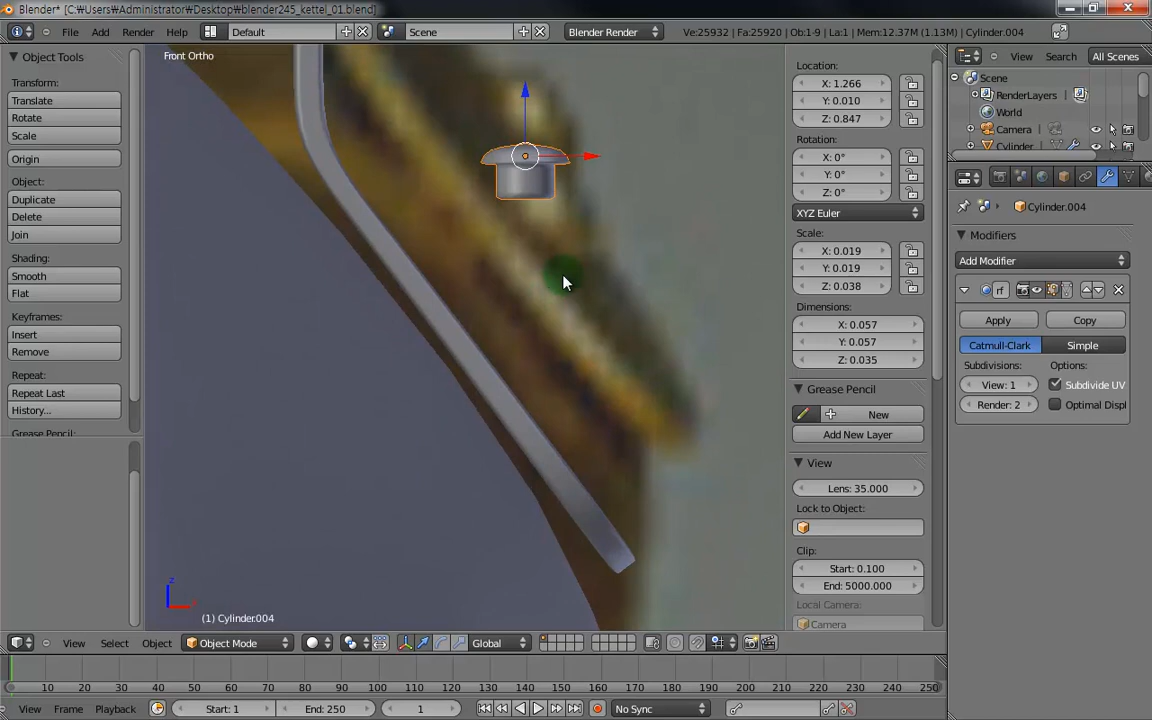 Blender* [C:₩Users₩Administrator₩Desktop₩blender245_kettel_01.blend]
File Add Render Help Default Scene Blender Render Ve:25932 | Fa:25920 | Ob:1-9 | La:1 | Mem:12.37M (1.13M) | Cylinder.004
Object Tools
Transform:
Translate
Rotate
Scale
Origin
Object:
Duplicate
Delete
Join
Shading:
Smooth
Flat
Keyframes:
Insert
Remove
Repeat:
Repeat Last
History...
Grease Pencil:
Front Ortho
z
(1) Cylinder.004
Location:
X: 1.266
Y: 0.010
Z: 0.847
Rotation:
X: 0°
Y: 0°
Z: 0°
XYZ Euler
Scale:
X: 0.019
Y: 0.019
Z: 0.038
Dimensions:
X: 0.057
Y: 0.057
Z: 0.035
Grease Pencil
New
Add New Layer
View
Lens: 35.000
Lock to Object:
Clip:
Start: 0.100
End: 5000.000
Local Camera:
Camera
View Search All Scenes
Scene
RenderLayers
World
Camera
Cylinder
Cylinder.004
Modifiers
Add Modifier
rf
Apply Copy
Catmull-Clark Simple
Subdivisions: Options:
View: 1 Subdivide UV
Render: 2 Optimal Displ
View Select Object Object Mode Global
0 10 20 30 40 50 60 70 80 90 100 110 120 130 140 150 160 170 180 190 200 210 220 230 240 250
View Frame Playback Start: 1 End: 250 1 No Sync